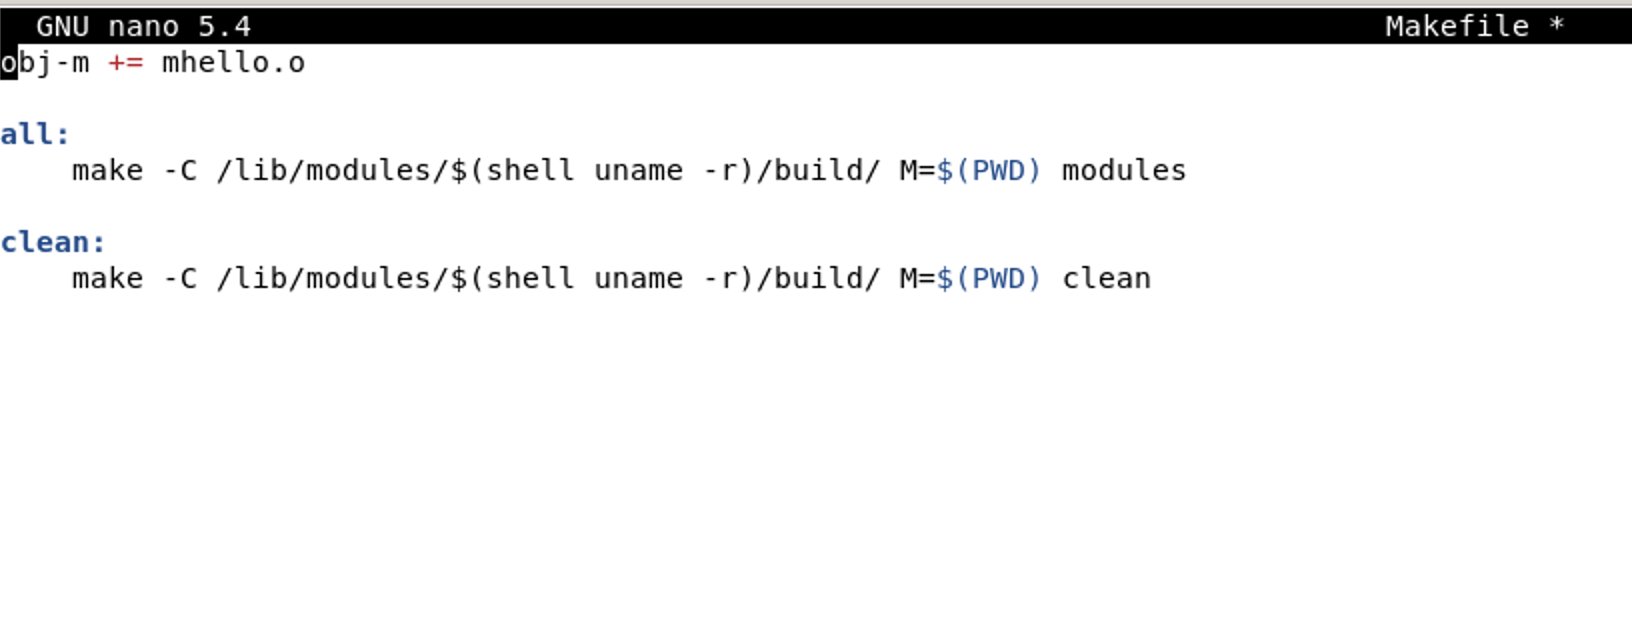 GNU nano 5.4 Makefile *
obj-m += mhello.o
all:
make -C /lib/modules/$(shell uname -r)/build/ M=$(PWD) modules
clean:
make -C /lib/modules/$(shell uname -r)/build/ M=$(PWD) clean